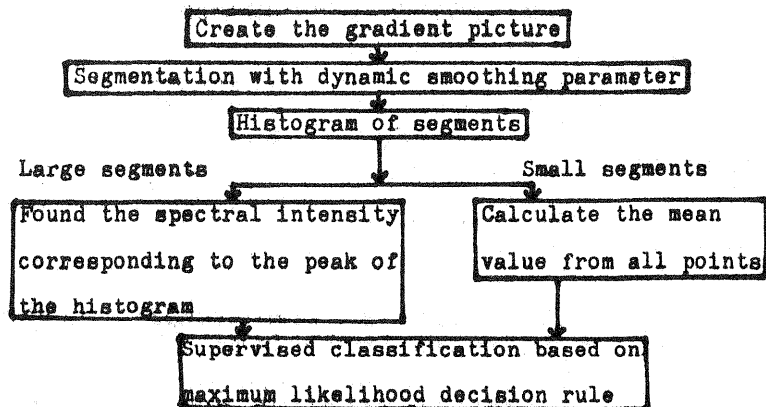 Create the gradient picture
Segmentation with dynamic smoothing parameter
Histogram of segments
Large segments
Small segments
Found the spectral intensity
corresponding to the peak of
the histogram
Calculate the mean
value from all points
Supervised classification based on
maximum likelihood decision rule